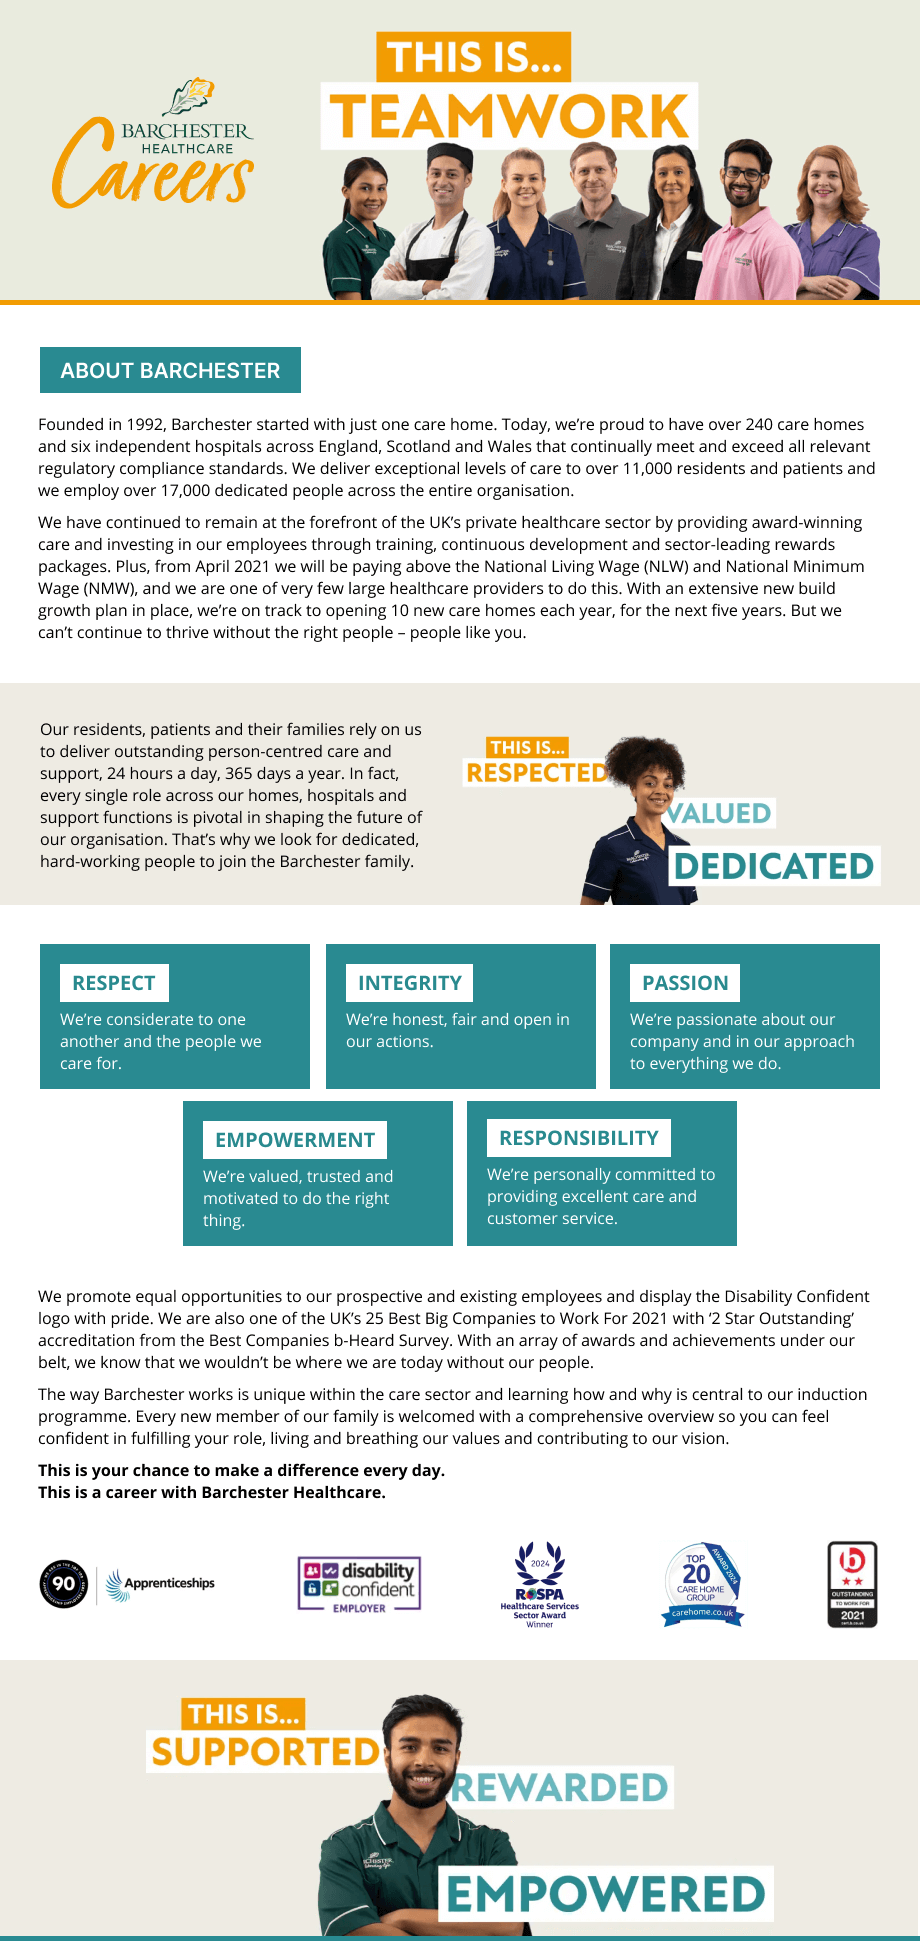 THIS IS...
TEAMWORK
BARCHESTER
HEALTHCARE
Careers
ABOUT BARCHESTER
Founded in 1992, Barchester started with just one care home. Today, we’re proud to have over 240 care homes
and six independent hospitals across England, Scotland and Wales that continually meet and exceed all relevant
regulatory compliance standards. We deliver exceptional levels of care to over 11,000 residents and patients and
we employ over 17,000 dedicated people across the entire organisation.
We have continued to remain at the forefront of the UK’s private healthcare sector by providing award-winning
care and investing in our employees through training, continuous development and sector-leading rewards
packages. Plus, from April 2021 we will be paying above the National Living Wage (NLW) and National Minimum
Wage (NMW), and we are one of very few large healthcare providers to do this. With an extensive new build
growth plan in place, we’re on track to opening 10 new care homes each year, for the next five years. But we
can’t continue to thrive without the right people – people like you.
Our residents, patients and their families rely on us
to deliver outstanding person-centred care and
support, 24 hours a day, 365 days a year. In fact,
every single role across our homes, hospitals and
support functions is pivotal in shaping the future of
our organisation. That’s why we look for dedicated,
hard-working people to join the Barchester family.
THIS IS...
RESPECTED
VALUED
DEDICATED
RESPECT
We’re considerate to one
another and the people we
care for.
INTEGRITY
We’re honest, fair and open in
our actions.
PASSION
We’re passionate about our
company and in our approach
to everything we do.
EMPOWERMENT
We’re valued, trusted and
motivated to do the right
thing.
RESPONSIBILITY
We’re personally committed to
providing excellent care and
customer service.
We promote equal opportunities to our prospective and existing employees and display the Disability Confident
logo with pride. We are also one of the UK’s 25 Best Big Companies to Work For 2021 with ‘2 Star Outstanding’
accreditation from the Best Companies b-Heard Survey. With an array of awards and achievements under our
belt, we know that we wouldn’t be where we are today without our people.
The way Barchester works is unique within the care sector and learning how and why is central to our induction
programme. Every new member of our family is welcomed with a comprehensive overview so you can feel
confident in fulfilling your role, living and breathing our values and contributing to our vision.
This is your chance to make a difference every day.
This is a career with Barchester Healthcare.
90
Apprenticeships
disability
confident
EMPLOYER
2024
RoSPA
Healthcare Services
Sector Award
Winner
TOP
20
CARE HOME
GROUP
AWARD 2024
carehome.co.uk
b
OUTSTANDING
TO WORK FOR
2021
THIS IS...
SUPPORTED
REWARDED
EMPOWERED